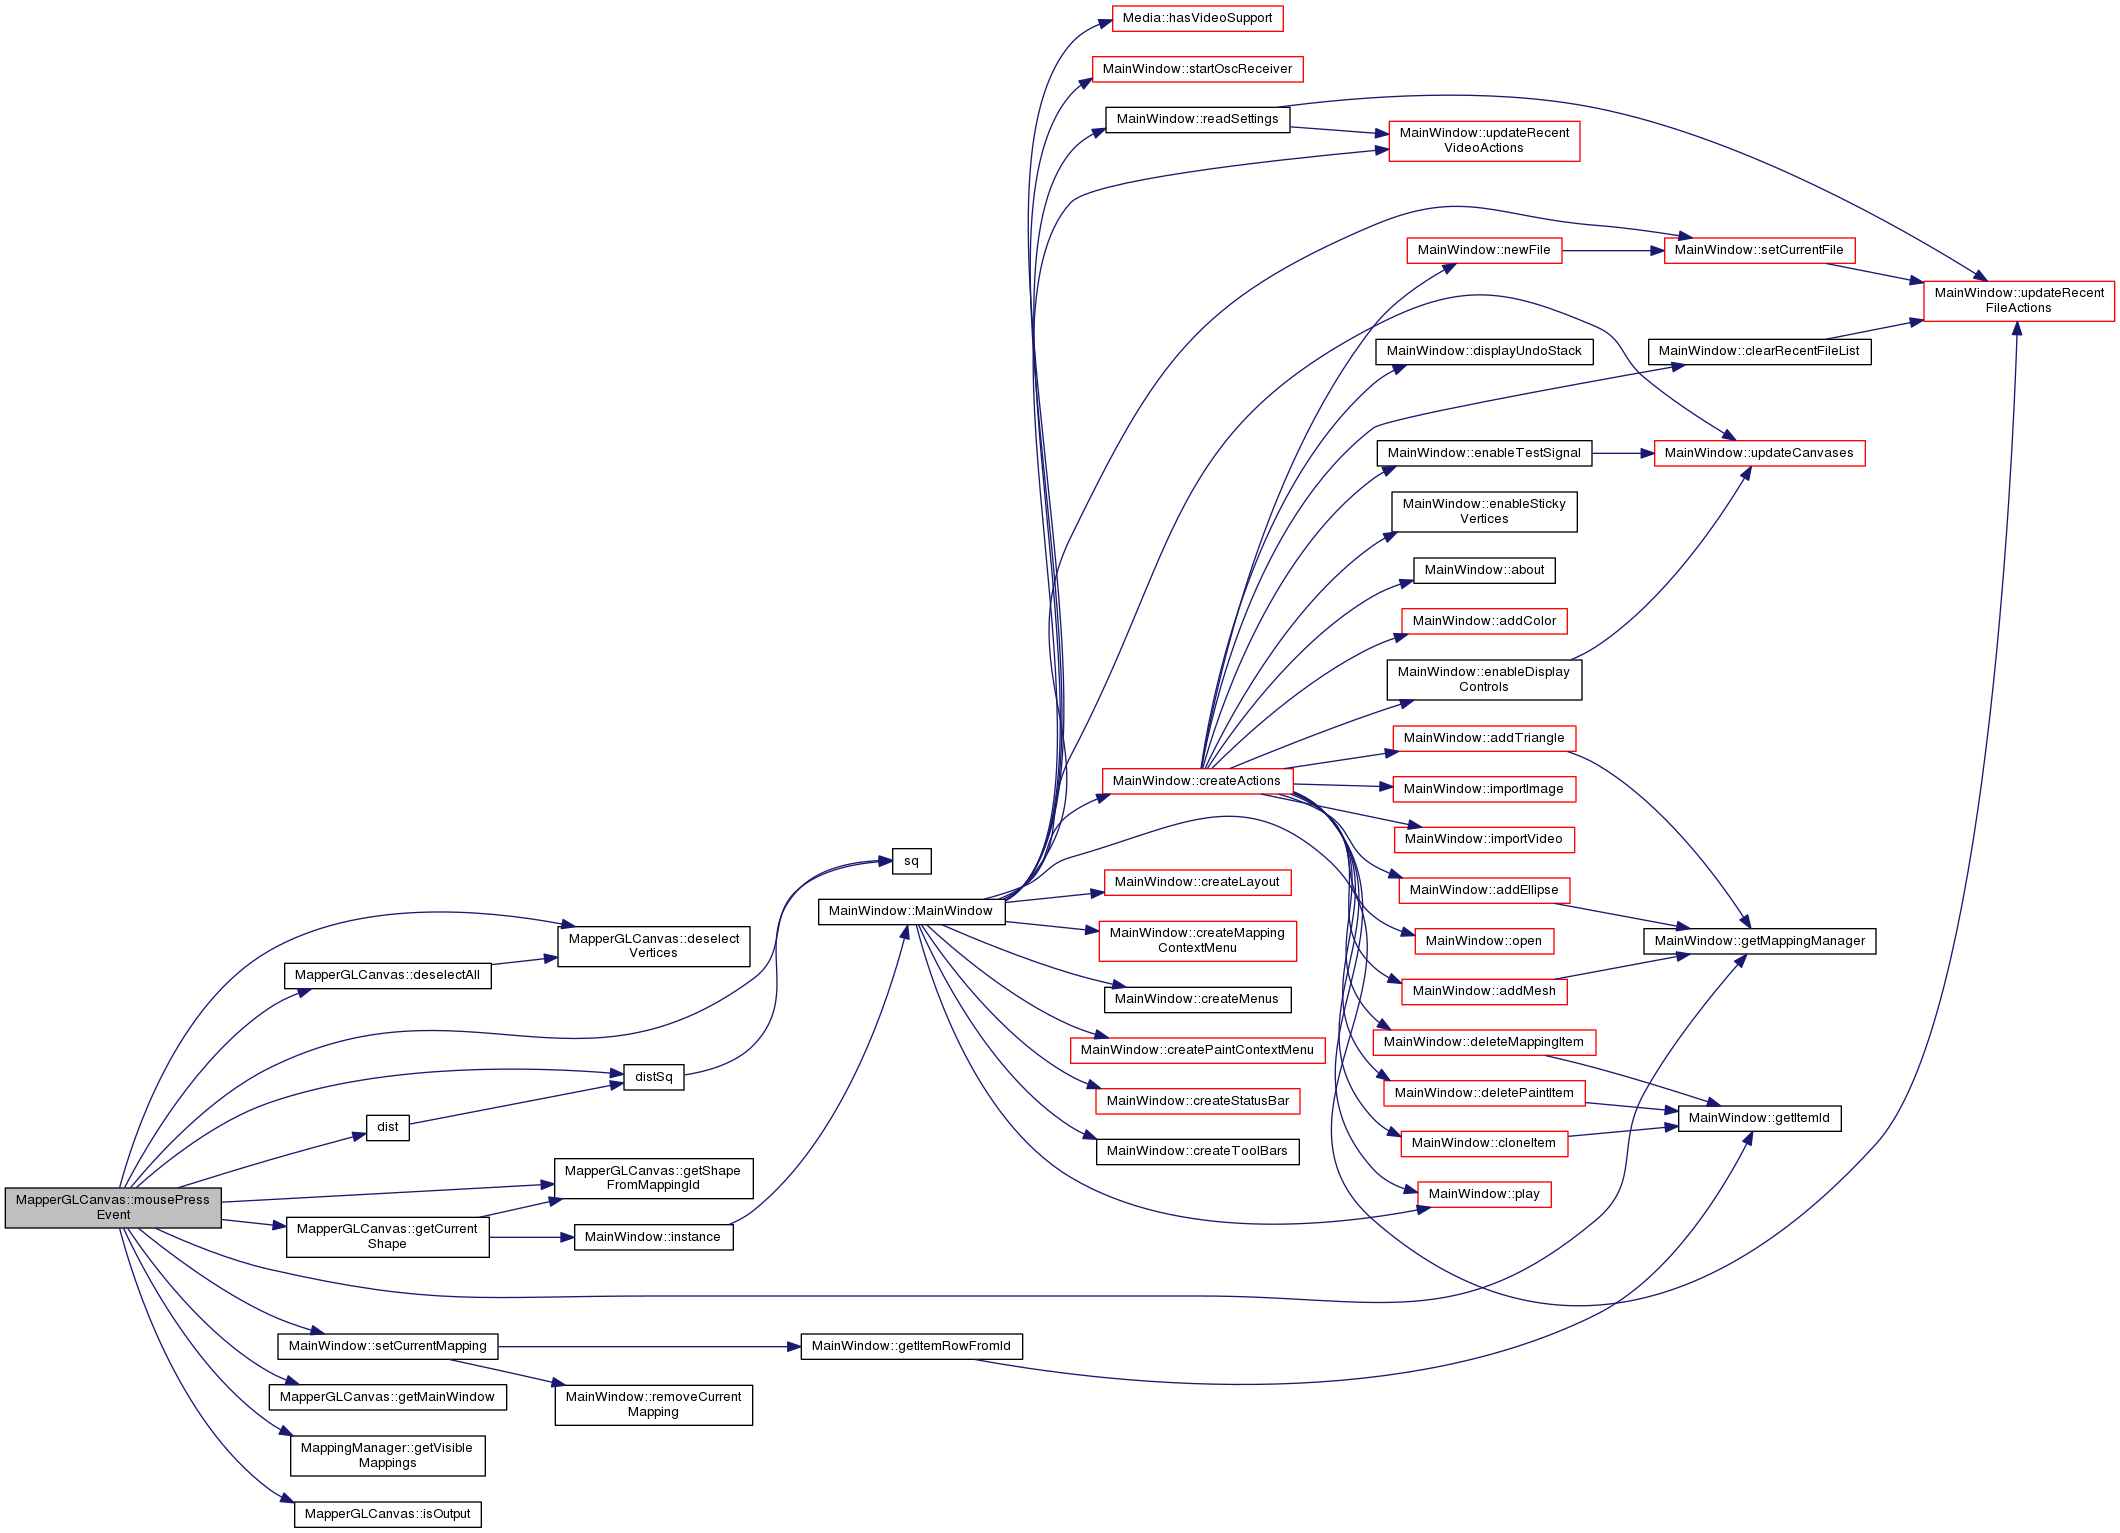 Media::hasVideoSupport
MainWindow::startOscReceiver
MainWindow::readSettings
MainWindow::updateRecent
VideoActions
MainWindow::newFile
MainWindow::setCurrentFile
MainWindow::updateRecent
FileActions
MainWindow::displayUndoStack
MainWindow::clearRecentFileList
MainWindow::enableTestSignal
MainWindow::updateCanvases
MainWindow::enableSticky
Vertices
MainWindow::about
MainWindow::addColor
MainWindow::enableDisplay
Controls
MainWindow::addTriangle
MainWindow::createActions
MainWindow::importImage
MainWindow::importVideo
sq
MainWindow::createLayout
MainWindow::addEllipse
MainWindow::MainWindow
MapperGLCanvas::deselect
Vertices
MainWindow::createMapping
ContextMenu
MainWindow::open
MainWindow::getMappingManager
MapperGLCanvas::deselectAll
MainWindow::createMenus
MainWindow::addMesh
MainWindow::createPaintContextMenu
MainWindow::deleteMappingItem
distSq
MainWindow::createStatusBar
MainWindow::deletePaintItem
MainWindow::getItemId
dist
MainWindow::createToolBars
MainWindow::cloneItem
MapperGLCanvas::getShape
FromMappingId
MainWindow::play
MapperGLCanvas::mousePress
Event
MapperGLCanvas::getCurrent
Shape
MainWindow::instance
MainWindow::setCurrentMapping
MainWindow::getItemRowFromId
MapperGLCanvas::getMainWindow
MainWindow::removeCurrent
Mapping
MappingManager::getVisible
Mappings
MapperGLCanvas::isOutput